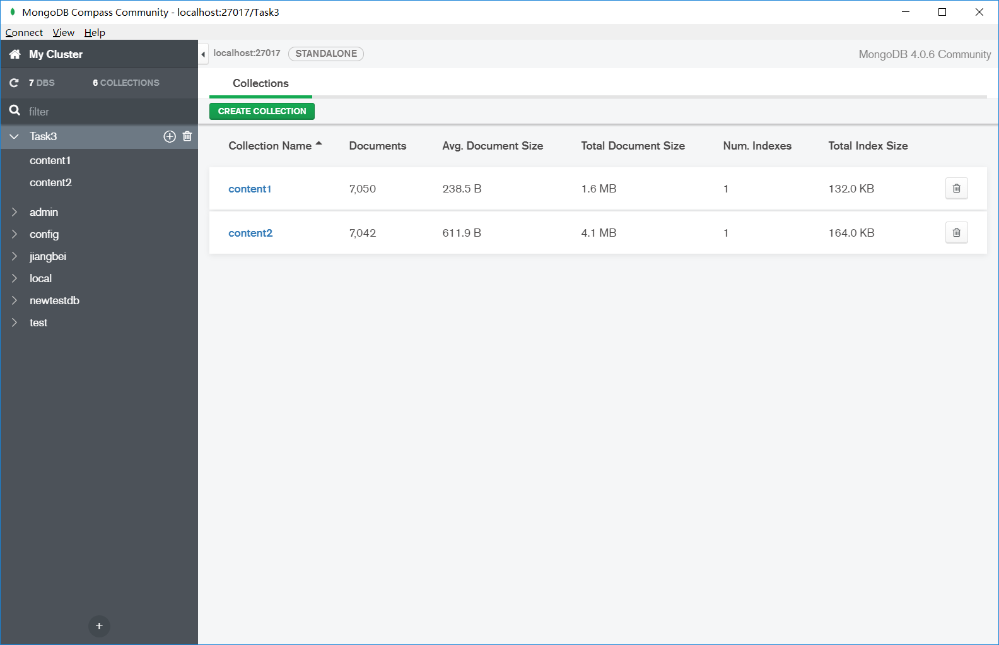 MongoDB Compass Community - localhost:27017/Task3
Connect View Help
My Cluster
7 DBS 6 COLLECTIONS
filter
Task3
content1
content2
admin
config
jiangbei
local
newtestdb
test
localhost:27017 STANDALONE MongoDB 4.0.6 Community
Collections
CREATE COLLECTION
Collection Name Documents Avg. Document Size Total Document Size Num. Indexes Total Index Size
content1 7,050 238.5 B 1.6 MB 1 132.0 KB
content2 7,042 611.9 B 4.1 MB 1 164.0 KB